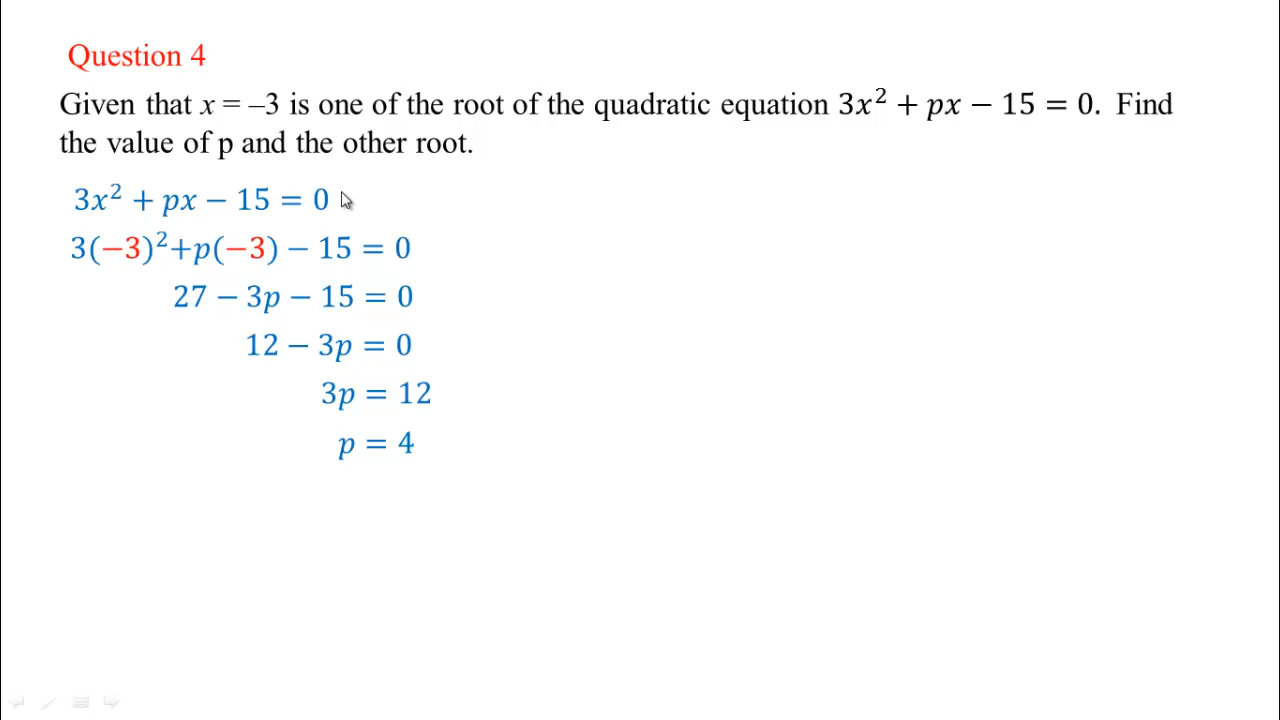 Question 4
Given that x = –3 is one of the root of the quadratic equation 3x² + px − 15 = 0. Find
the value of p and the other root.
3x² + px − 15 = 0
3(−3)²+p(−3) − 15 = 0
27 − 3p − 15 = 0
12 − 3p = 0
3p = 12
p = 4